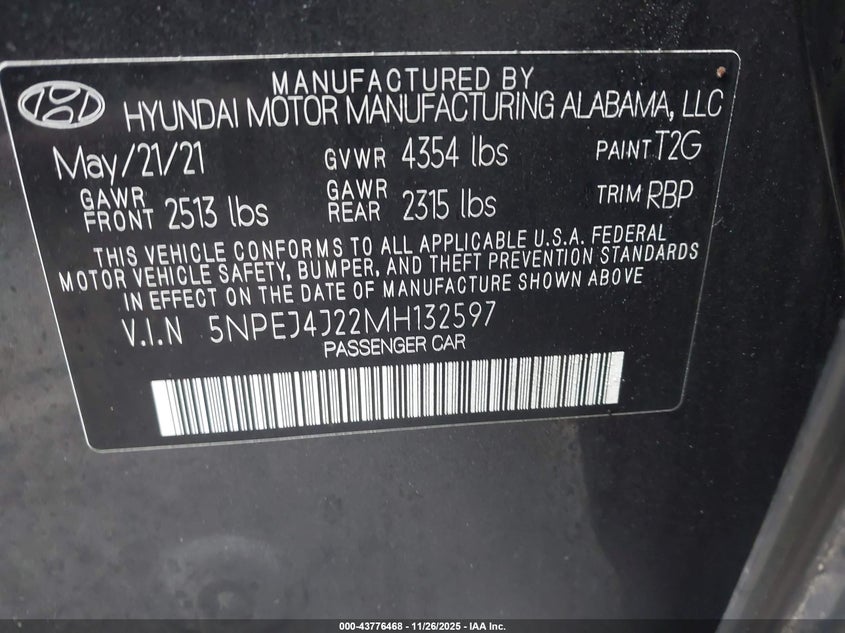 MANUFACTURED BY
HYUNDAI MOTOR MANUFACTURING ALABAMA, LLC
May/21/21 GVWR 4354 lbs PAINT T2G
GAWR FRONT 2513 lbs GAWR REAR 2315 lbs TRIM RBP
THIS VEHICLE CONFORMS TO ALL APPLICABLE U.S.A. FEDERAL
MOTOR VEHICLE SAFETY, BUMPER, AND THEFT PREVENTION STANDARDS
IN EFFECT ON THE DATE OF MANUFACTURE SHOWN ABOVE
V.I.N 5NPEJ4J22MH132597
PASSENGER CAR
000-43776468 - 11/26/2025 - IAA Inc.